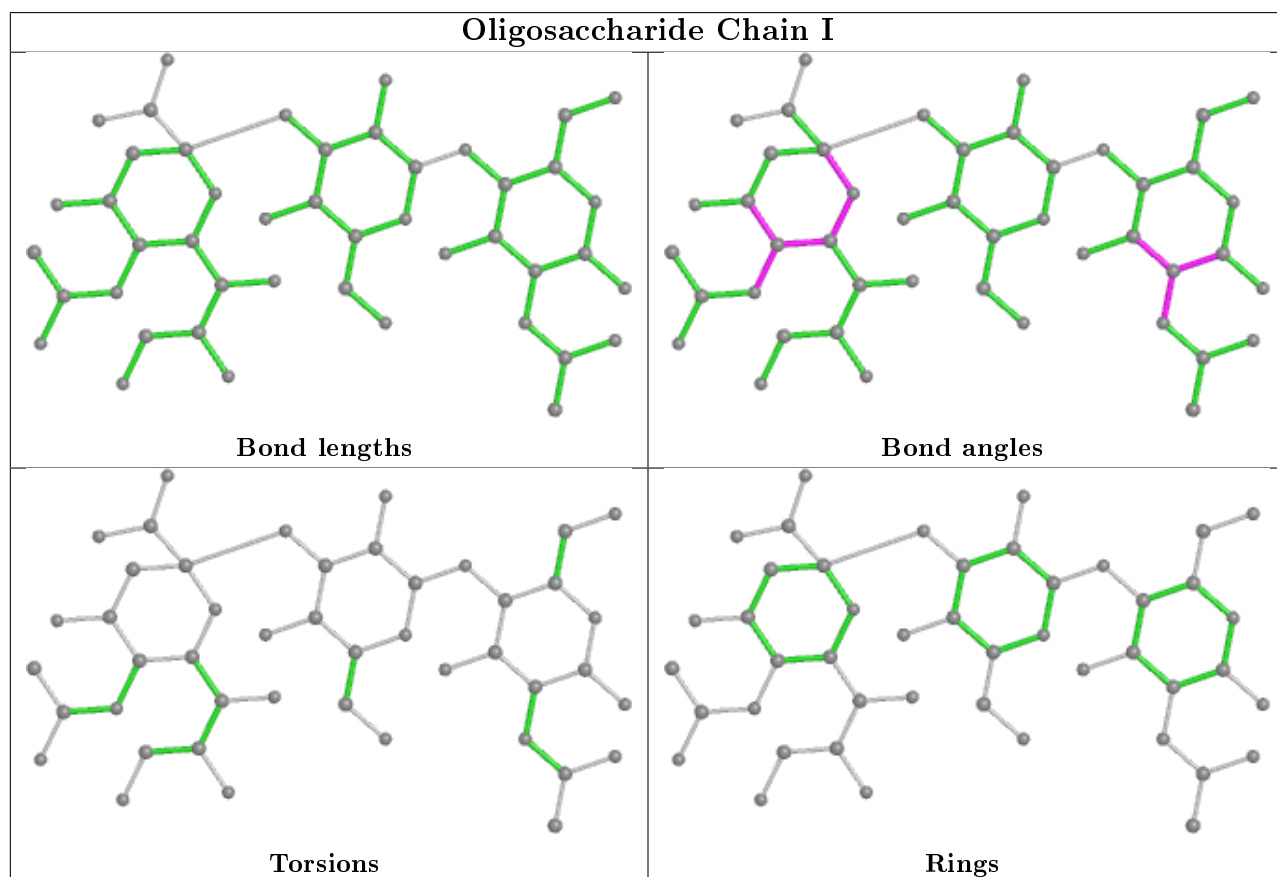 Oligosaccharide Chain I
Bond lengths
Bond angles
Torsions
Rings